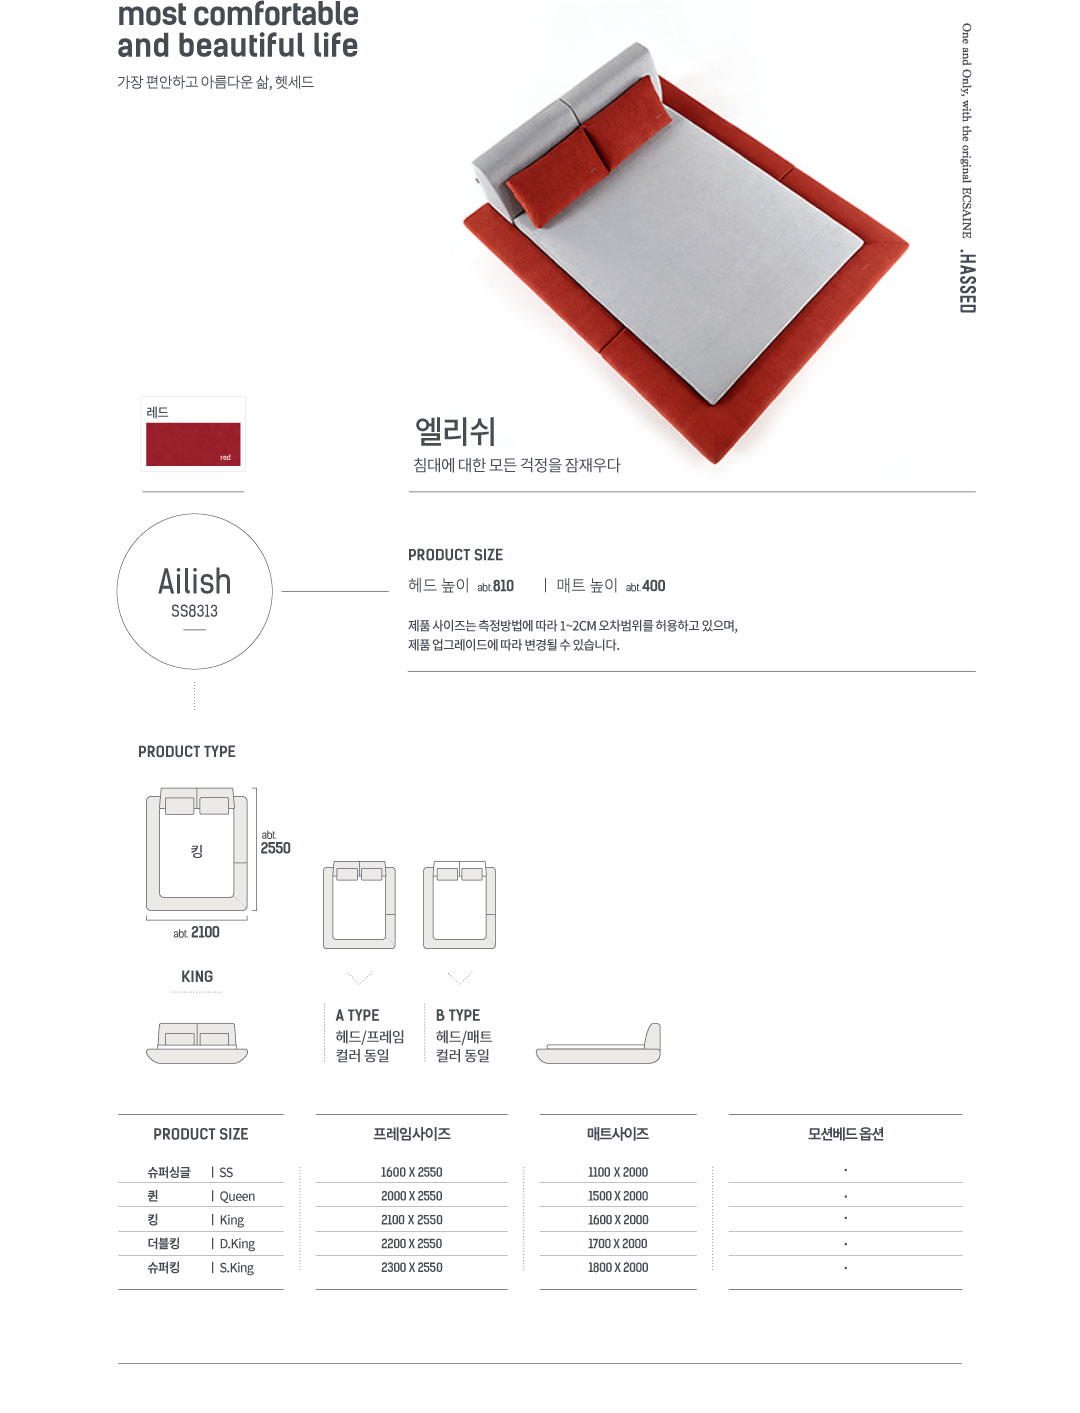 most comfortable
and beautiful life
가장 편안하고 아름다운 삶, 헷세드
One and Only, with the original ECSAINE .HASSED
레드
red
엘리쉬
침대에 대한 모든 걱정을 잠재우다
Ailish
SS8313
PRODUCT SIZE
헤드 높이 abt.810 | 매트 높이 abt.400
제품 사이즈는 측정방법에 따라 1~2CM 오차범위를 허용하고 있으며,
제품 업그레이드에 따라 변경될 수 있습니다.
PRODUCT TYPE
킹
abt.
2550
abt. 2100
KING
A TYPE
헤드/프레임
컬러 동일
B TYPE
헤드/매트
컬러 동일
PRODUCT SIZE 프레임사이즈 매트사이즈 모션베드 옵션
슈퍼싱글 | SS 1600 X 2550 1100 X 2000 ·
퀸 | Queen 2000 X 2550 1500 X 2000 ·
킹 | King 2100 X 2550 1600 X 2000 ·
더블킹 | D.King 2200 X 2550 1700 X 2000 ·
슈퍼킹 | S.King 2300 X 2550 1800 X 2000 ·